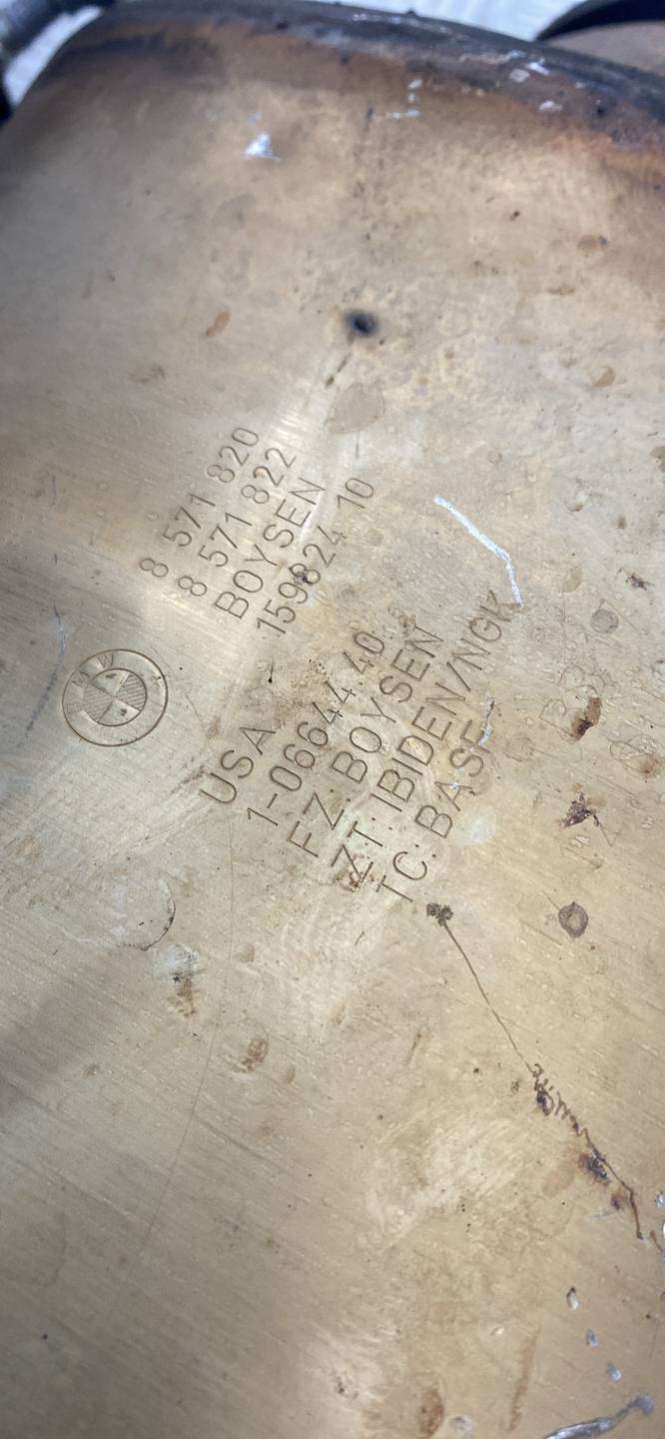 8 571 820
8 571 822
BOYSEN
159824 10
BMW
USA
1-06644 40
FZ. BOYSEN
ZT. IBIDEN/NGK
TC. BASF